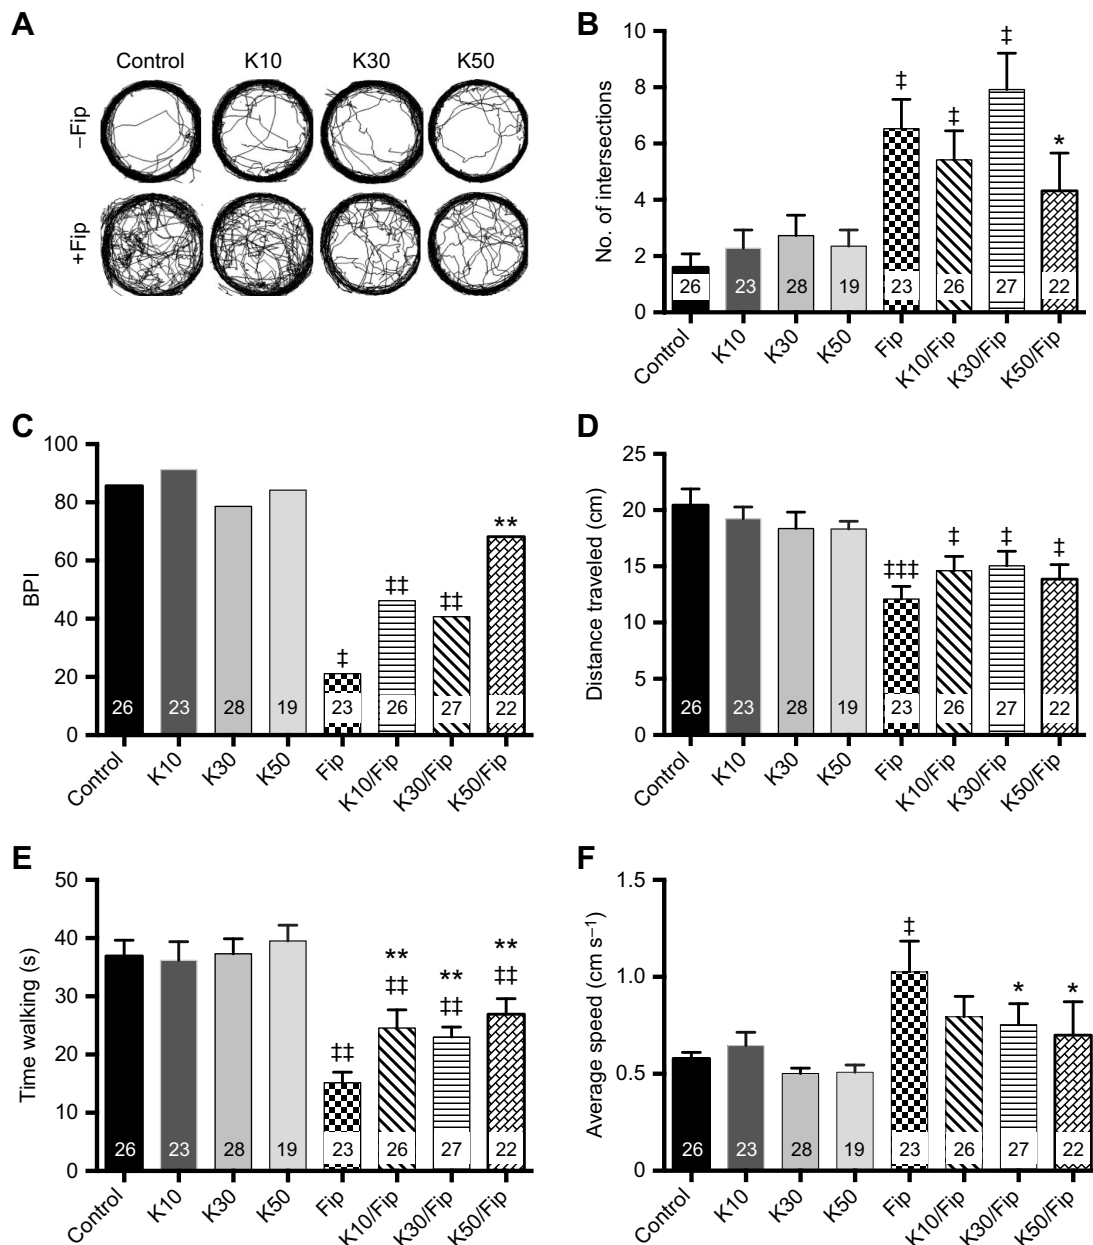 A
Control K10 K30 K50
–Fip
+Fip
B
No. of intersections
10
8
6
4
2
0
‡ ‡ ‡ *
26 23 28 19 23 26 27 22
Control K10 K30 K50 Fip K10/Fip K30/Fip K50/Fip
C
BPI
100
80
60
40
20
0
‡ ‡‡ ‡‡ **
26 23 28 19 23 26 27 22
Control K10 K30 K50 Fip K10/Fip K30/Fip K50/Fip
D
Distance traveled (cm)
25
20
15
10
5
0
‡‡‡ ‡ ‡ ‡
26 23 28 19 23 26 27 22
Control K10 K30 K50 Fip K10/Fip K30/Fip K50/Fip
E
Time walking (s)
50
40
30
20
10
0
** ** **
‡‡ ‡‡ ‡‡ ‡‡
26 23 28 19 23 26 27 22
Control K10 K30 K50 Fip K10/Fip K30/Fip K50/Fip
F
Average speed (cm s⁻¹)
1.5
1.0
0.5
0
‡ * *
26 23 28 19 23 26 27 22
Control K10 K30 K50 Fip K10/Fip K30/Fip K50/Fip